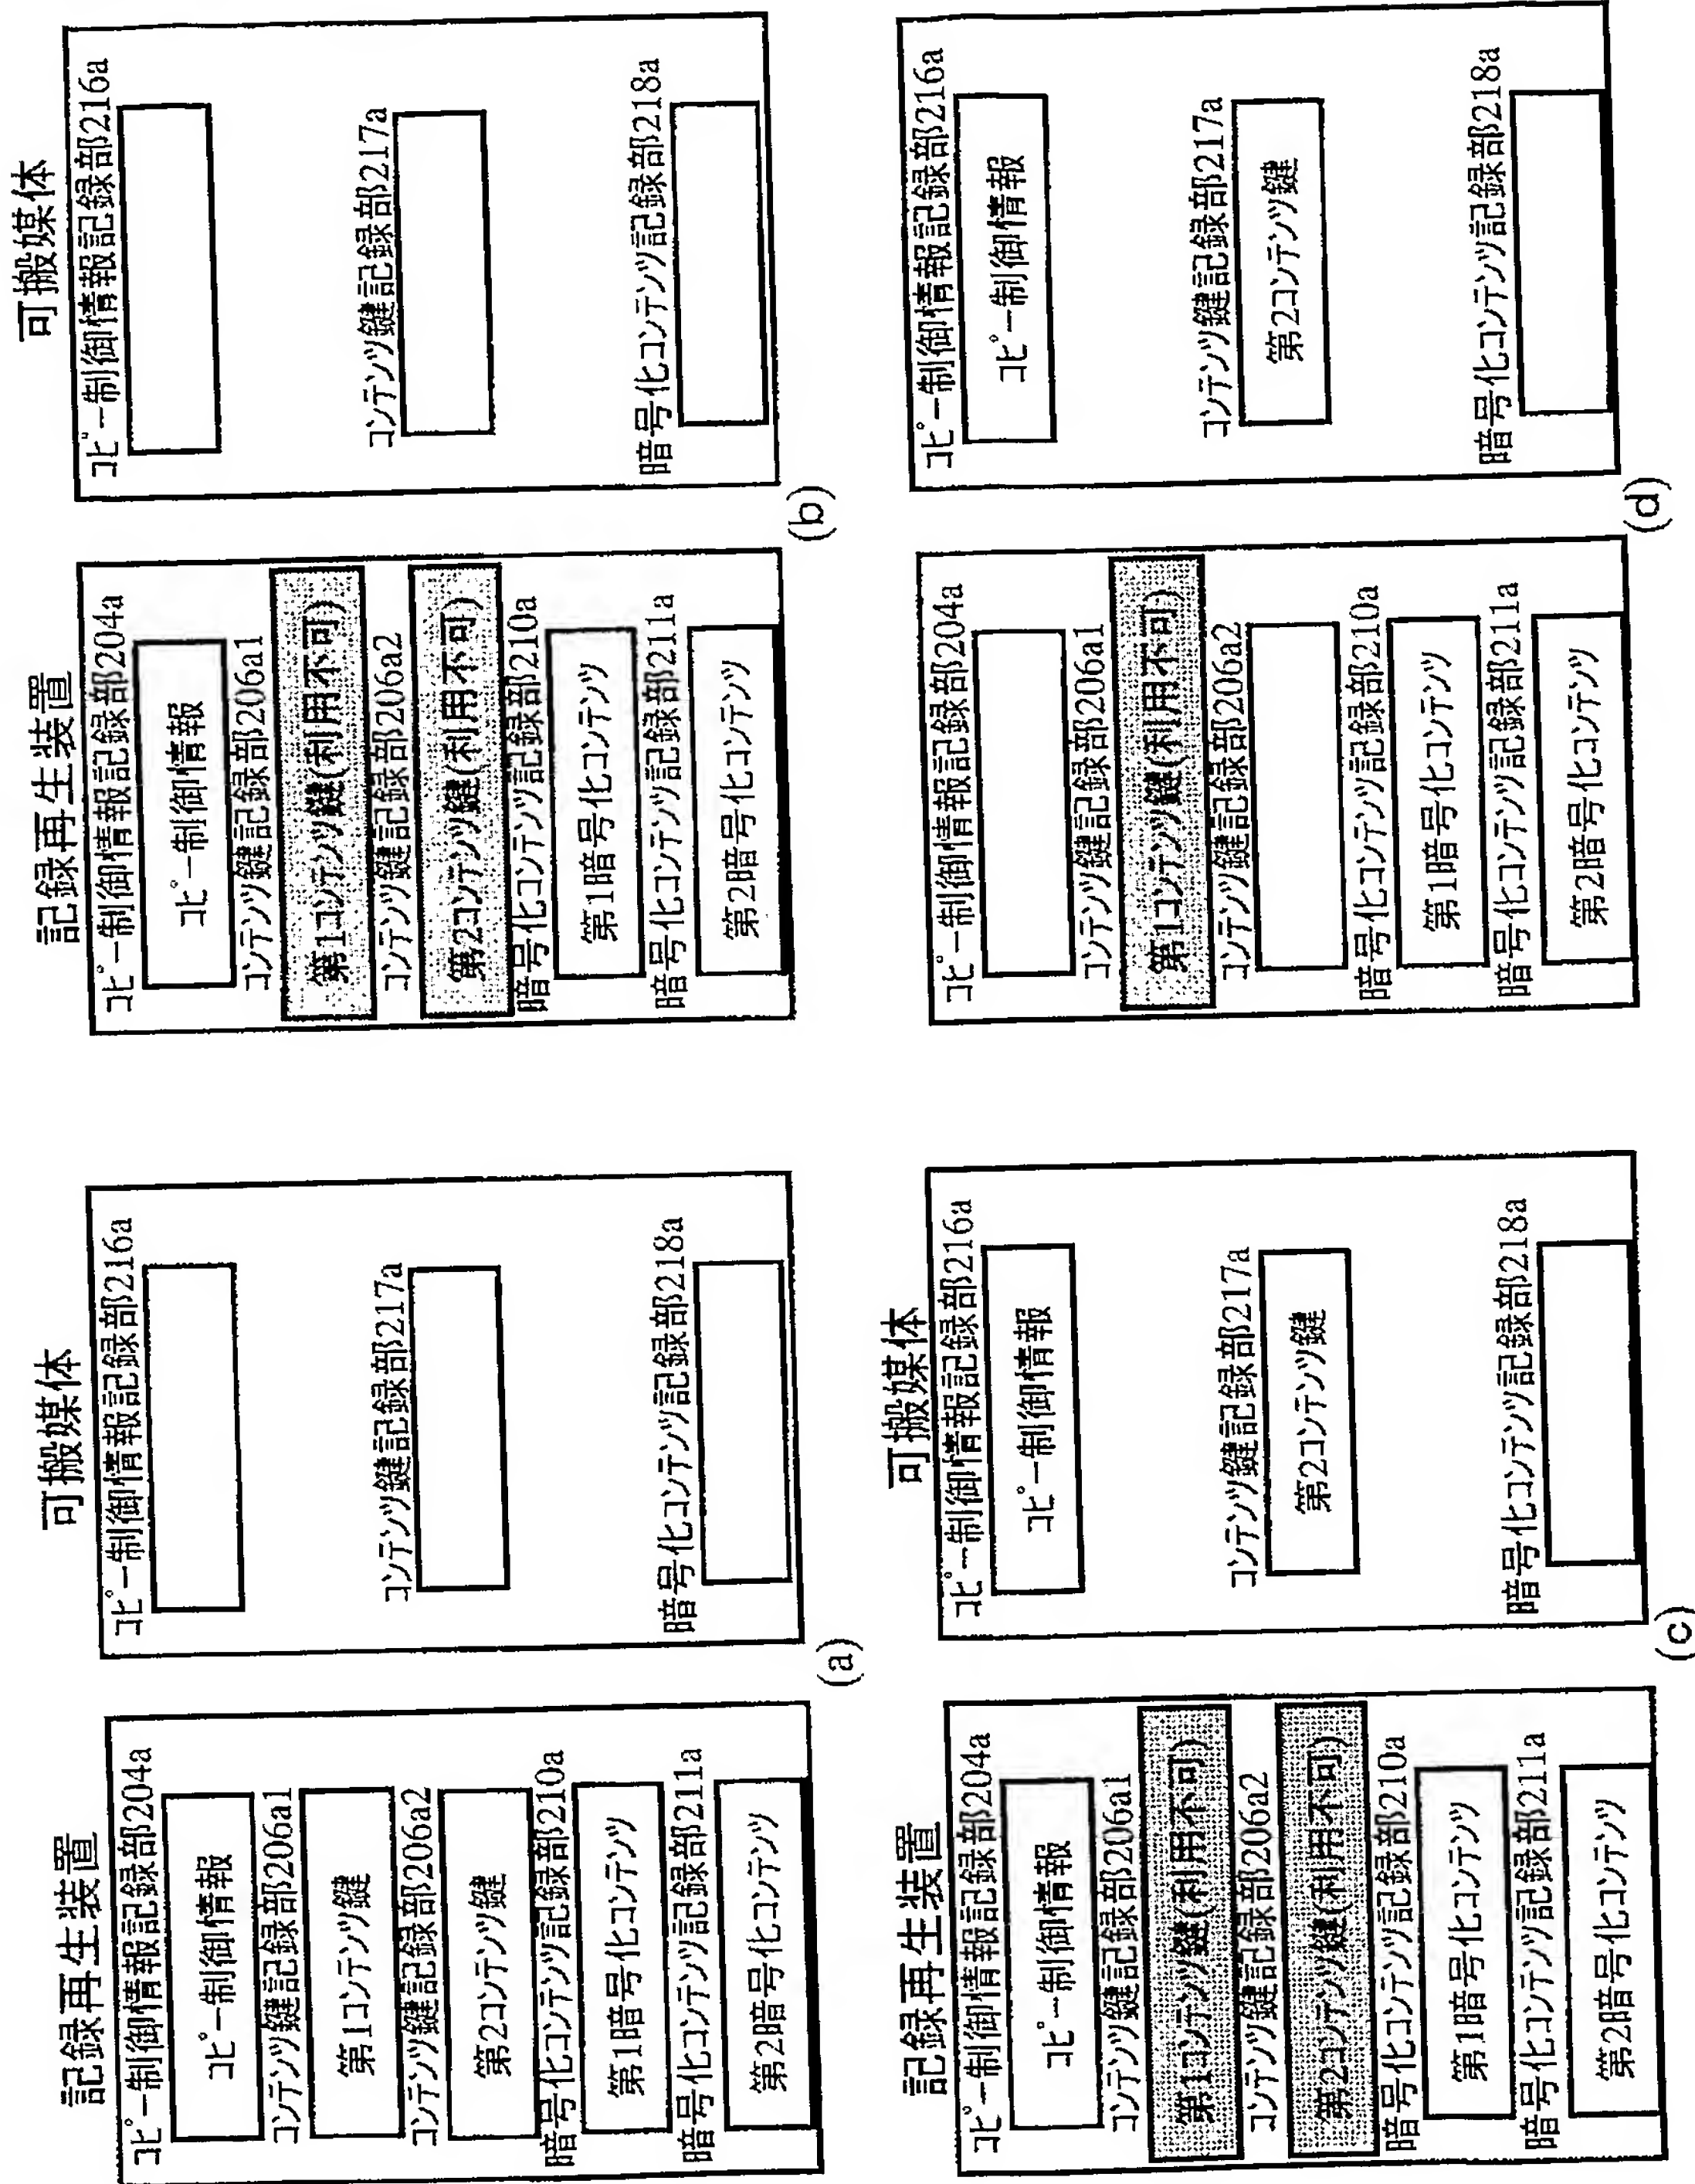 記録再生装置
コピー制御情報記録部204a
コピー制御情報
コンテンツ鍵記録部206a1
第1コンテンツ鍵
コンテンツ鍵記録部206a2
第2コンテンツ鍵
暗号化コンテンツ記録部210a
第1暗号化コンテンツ
暗号化コンテンツ記録部211a
第2暗号化コンテンツ
可搬媒体
コピー制御情報記録部216a
コンテンツ鍵記録部217a
暗号化コンテンツ記録部218a
(a)
記録再生装置
コピー制御情報記録部204a
コピー制御情報
コンテンツ鍵記録部206a1
第1コンテンツ鍵(利用不可)
コンテンツ鍵記録部206a2
第2コンテンツ鍵(利用不可)
暗号化コンテンツ記録部210a
第1暗号化コンテンツ
暗号化コンテンツ記録部211a
第2暗号化コンテンツ
可搬媒体
コピー制御情報記録部216a
コンテンツ鍵記録部217a
暗号化コンテンツ記録部218a
(b)
記録再生装置
コピー制御情報記録部204a
コピー制御情報
コンテンツ鍵記録部206a1
第1コンテンツ鍵(利用不可)
コンテンツ鍵記録部206a2
第2コンテンツ鍵(利用不可)
暗号化コンテンツ記録部210a
第1暗号化コンテンツ
暗号化コンテンツ記録部211a
第2暗号化コンテンツ
可搬媒体
コピー制御情報記録部216a
コピー制御情報
コンテンツ鍵記録部217a
第2コンテンツ鍵
暗号化コンテンツ記録部218a
(c)
コピー制御情報記録部204a
コンテンツ鍵記録部206a1
第1コンテンツ鍵(利用不可)
コンテンツ鍵記録部206a2
暗号化コンテンツ記録部210a
第1暗号化コンテンツ
暗号化コンテンツ記録部211a
第2暗号化コンテンツ
コピー制御情報記録部216a
コピー制御情報
コンテンツ鍵記録部217a
第2コンテンツ鍵
暗号化コンテンツ記録部218a
(d)